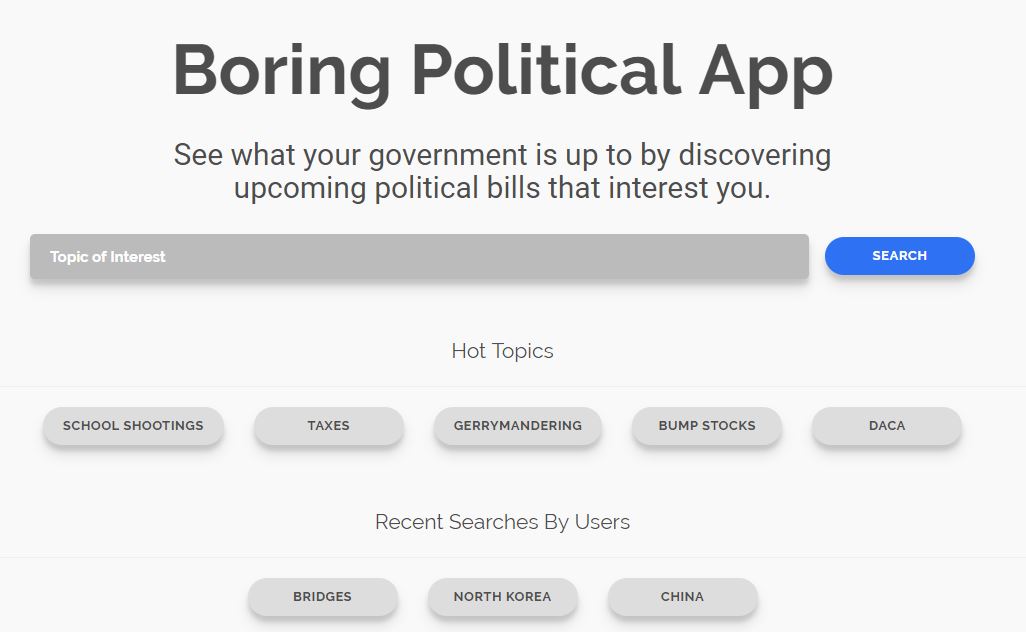 Boring Political App
See what your government is up to by discovering
upcoming political bills that interest you.
Topic of Interest
SEARCH
Hot Topics
SCHOOL SHOOTINGS
TAXES
GERRYMANDERING
BUMP STOCKS
DACA
Recent Searches By Users
BRIDGES
NORTH KOREA
CHINA